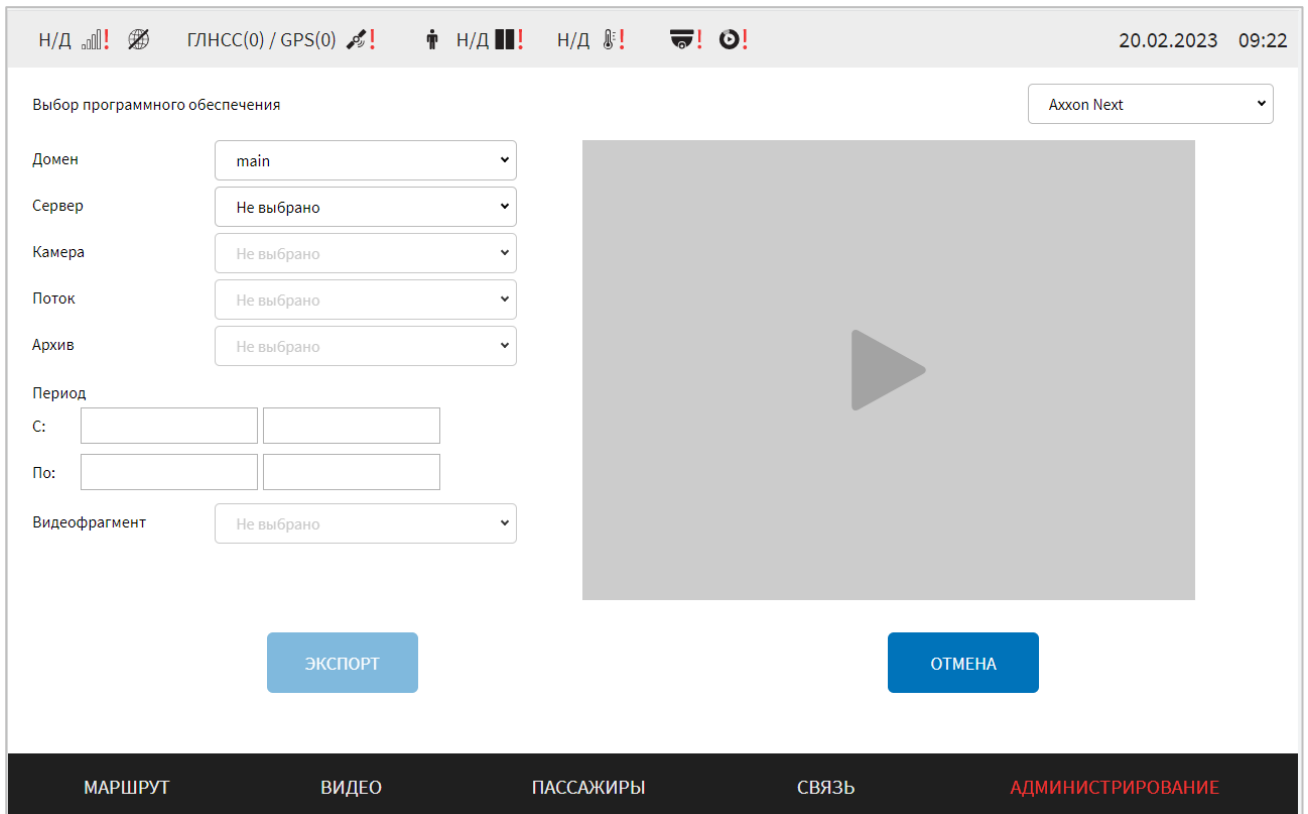 Н/Д ! ГЛНСС(0) / GPS(0) ! Н/Д ! Н/Д ! ! ! 20.02.2023 09:22
Выбор программного обеспечения Axxon Next
Домен main
Сервер Не выбрано
Камера Не выбрано
Поток Не выбрано
Архив Не выбрано
Период
С:
По:
Видеофрагмент Не выбрано
ЭКСПОРТ ОТМЕНА
МАРШРУТ ВИДЕО ПАССАЖИРЫ СВЯЗЬ АДМИНИСТРИРОВАНИЕ